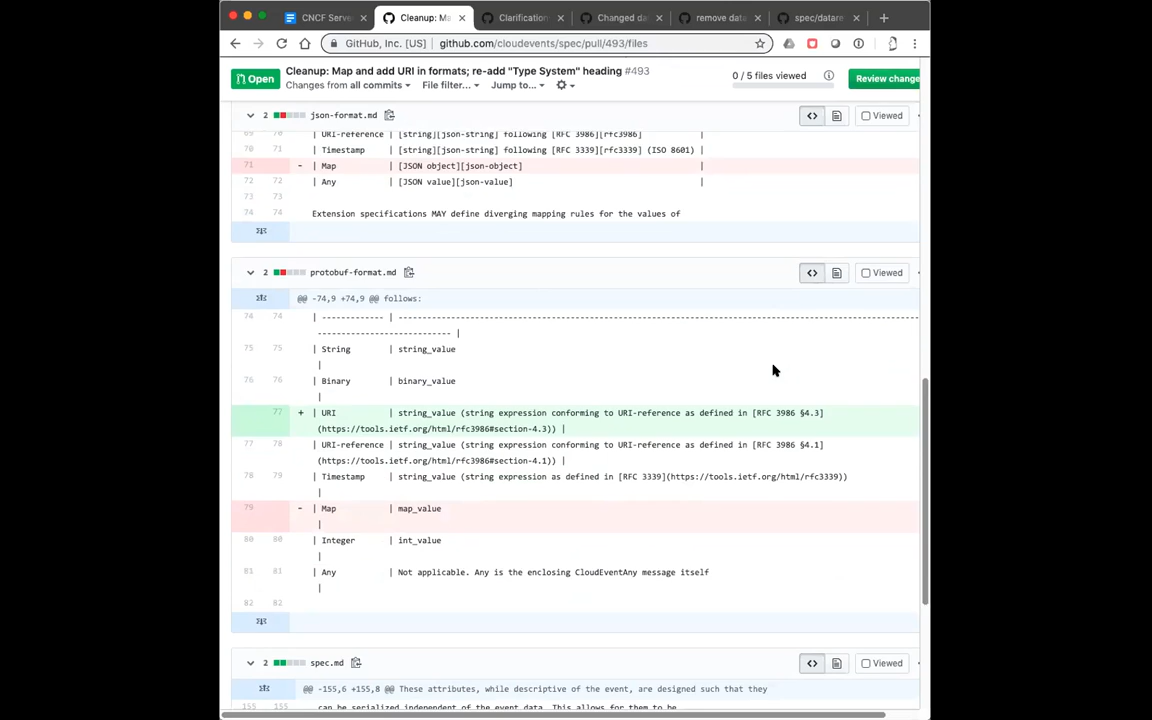 CNCF Serve
Cleanup: Ma
Clarification
Changed da
remove data
spec/datare
GitHub, Inc. [US] | github.com/cloudevents/spec/pull/493/files
Open
Cleanup: Map and add URI in formats; re-add "Type System" heading #493
Changes from all commits
File filter...
Jump to...
0 / 5 files viewed
Review change
2 json-format.md
Viewed
69 70 | URI-reference | [string][json-string] following [RFC 3986][rfc3986] |
70 71 | Timestamp | [string][json-string] following [RFC 3339][rfc3339] (ISO 8601) |
71 - | Map | [JSON object][json-object] |
72 72 | Any | [JSON value][json-value] |
73 73
74 74 Extension specifications MAY define diverging mapping rules for the values of
2 protobuf-format.md
Viewed
@@ -74,9 +74,9 @@ follows:
74 74 | ------------- | --------------------------------------------------------------------------------
--------------------------- |
75 75 | String | string_value
|
76 76 | Binary | binary_value
|
77 + | URI | string_value (string expression conforming to URI-reference as defined in [RFC 3986 §4.3]
(https://tools.ietf.org/html/rfc3986#section-4.3)) |
77 78 | URI-reference | string_value (string expression conforming to URI-reference as defined in [RFC 3986 §4.1]
(https://tools.ietf.org/html/rfc3986#section-4.1)) |
78 79 | Timestamp | string_value (string expression as defined in [RFC 3339](https://tools.ietf.org/html/rfc3339))
|
79 - | Map | map_value
|
80 80 | Integer | int_value
|
81 81 | Any | Not applicable. Any is the enclosing CloudEventAny message itself
|
82 82
2 spec.md
Viewed
@@ -155,6 +155,8 @@ These attributes, while descriptive of the event, are designed such that they
155 155 can be serialized independent of the event data. This allows for them to be